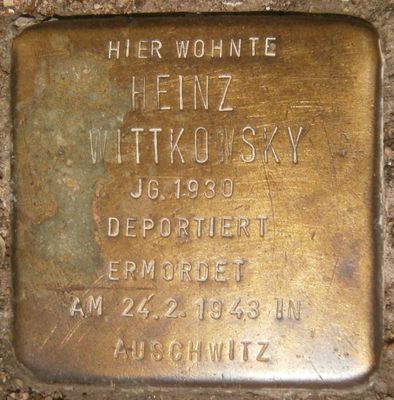 HIER WOHNTE
HEINZ
WITTKOWSKY
JG. 1930
DEPORTIERT
ERMORDET
AM 24.2.1943 IN
AUSCHWITZ